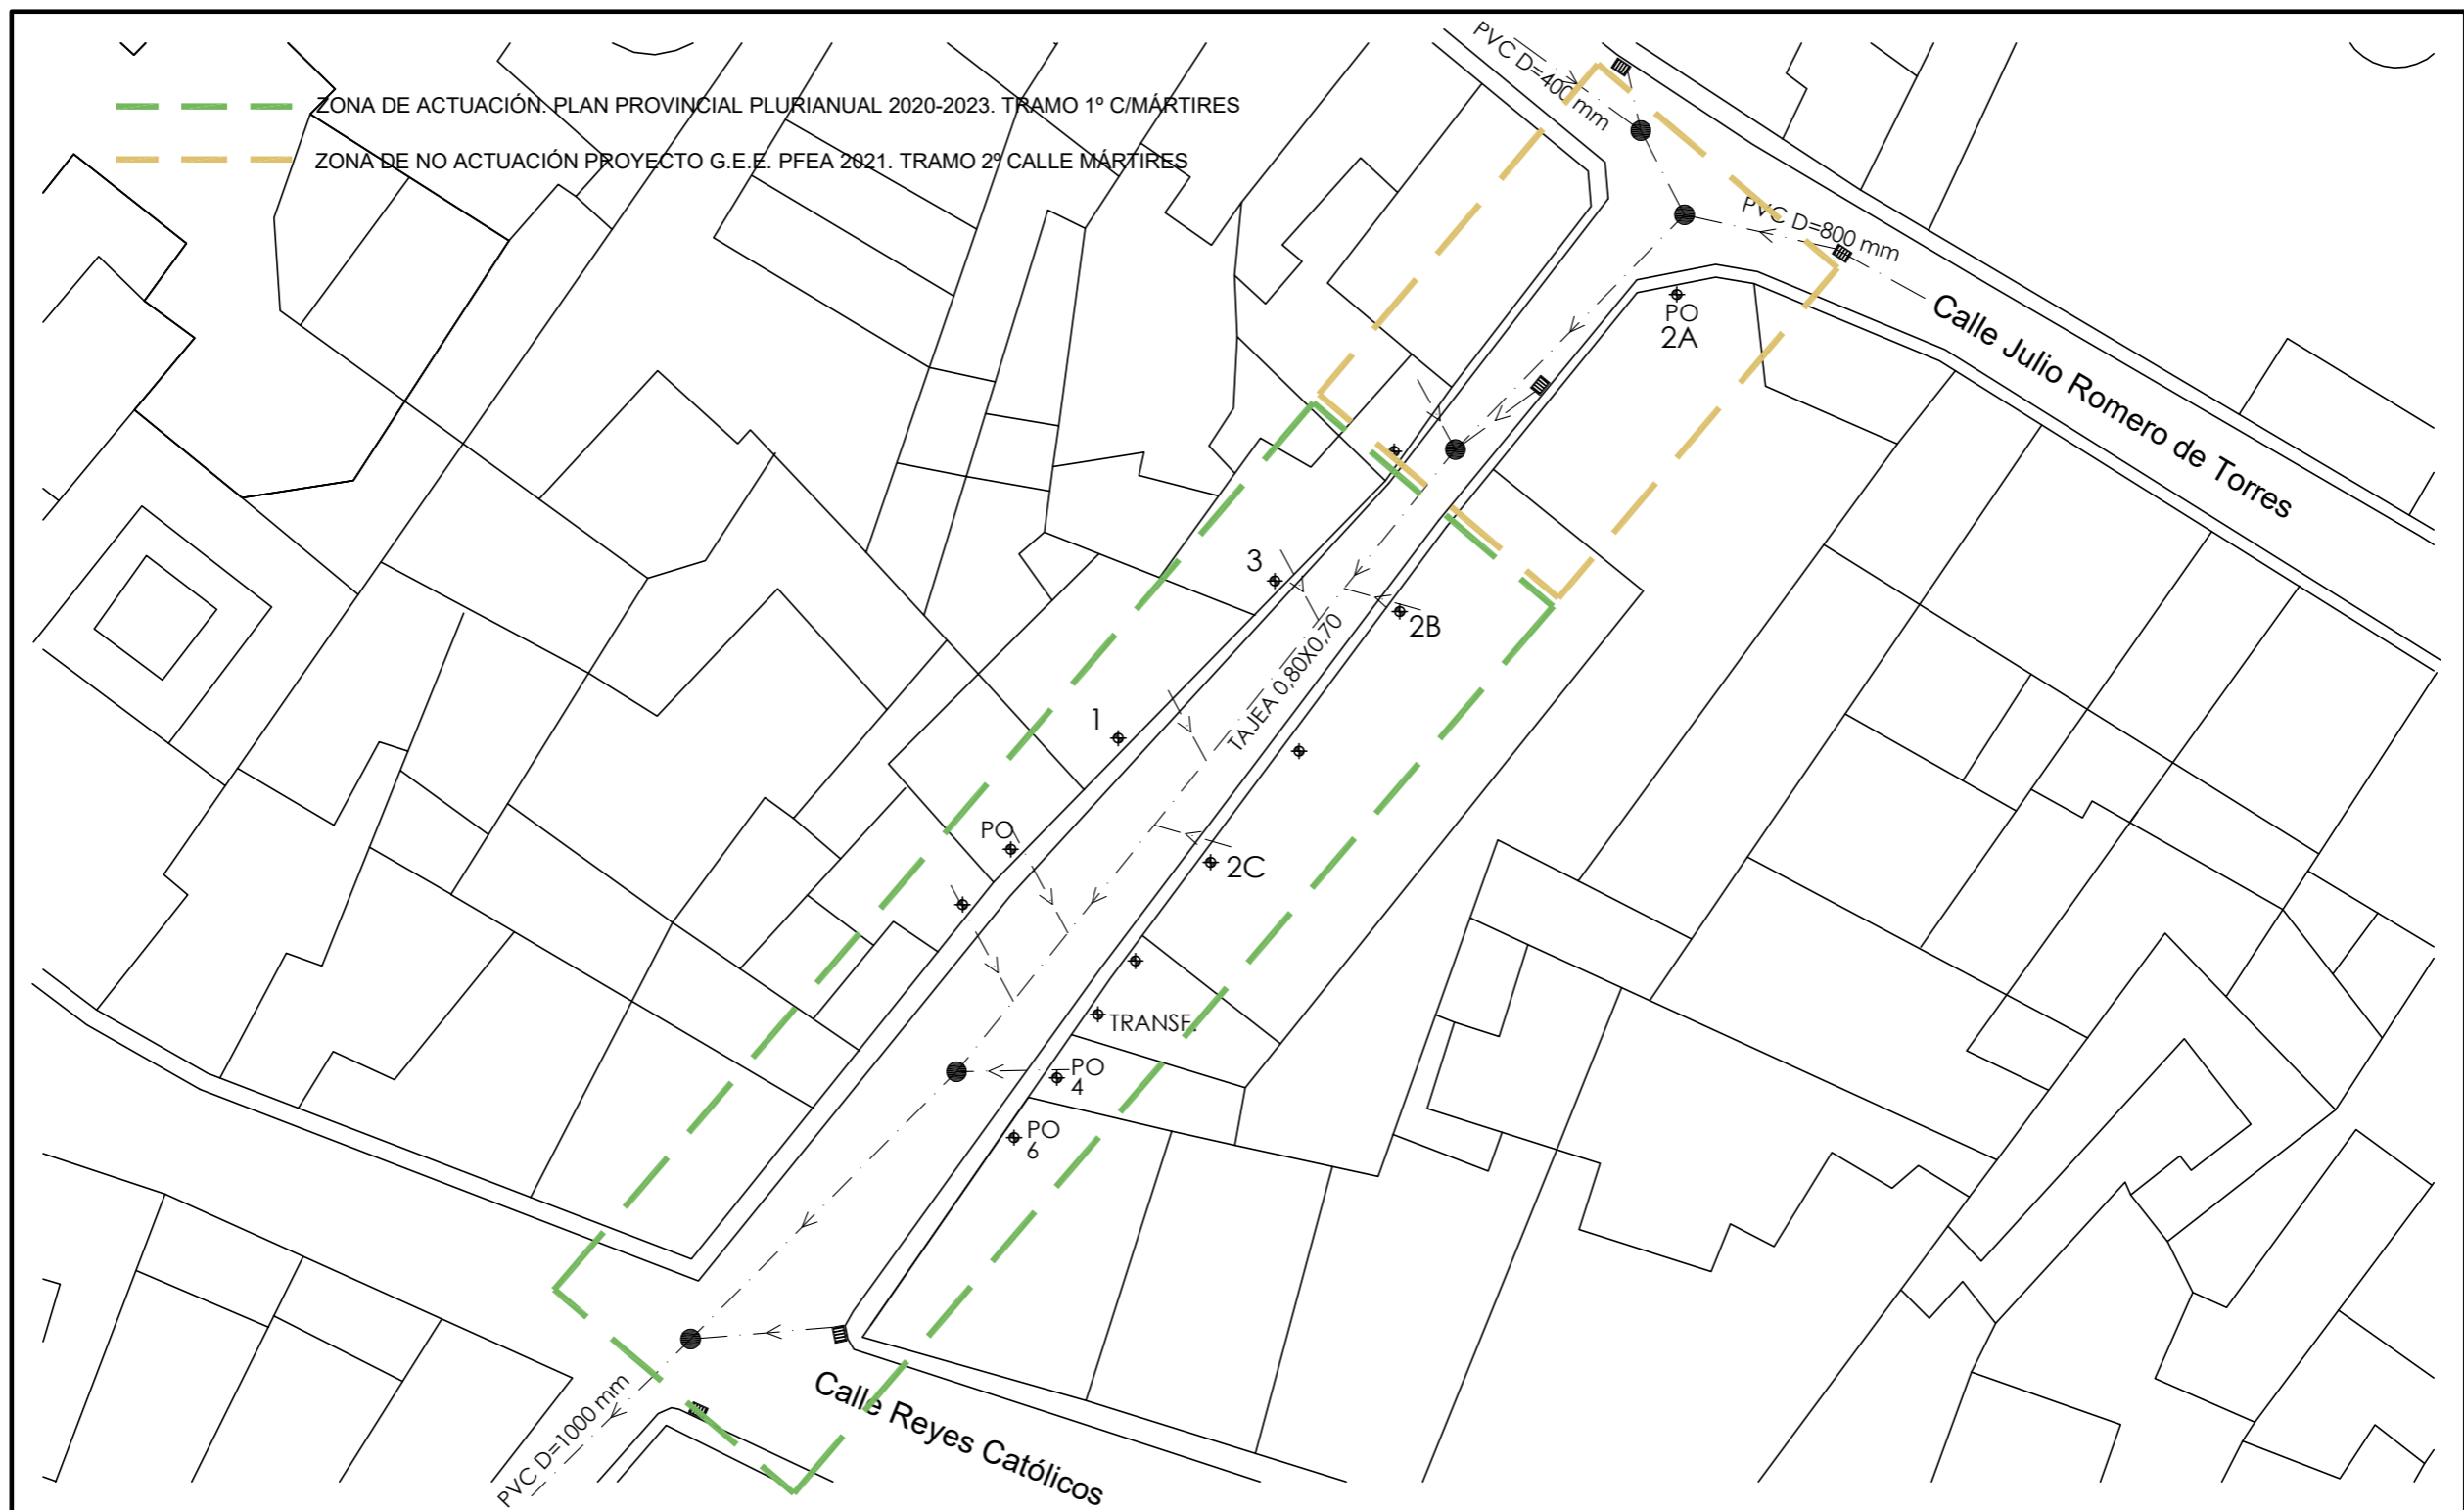 PVC D=400 mm
ZONA DE ACTUACIÓN. PLAN PROVINCIAL PLURIANUAL 2020-2023. TRAMO 1º C/MÁRTIRES
ZONA DE NO ACTUACIÓN PROYECTO G.E.E. PFEA 2021. TRAMO 2º CALLE MÁRTIRES
PVC D=800 mm
PO
2A
Calle Julio Romero de Torres
3
2B
TAJEA 0,80X0,70
1
PO
2C
TRANSF.
PO
4
PO
6
PVC D=1000 mm
Calle Reyes Católicos